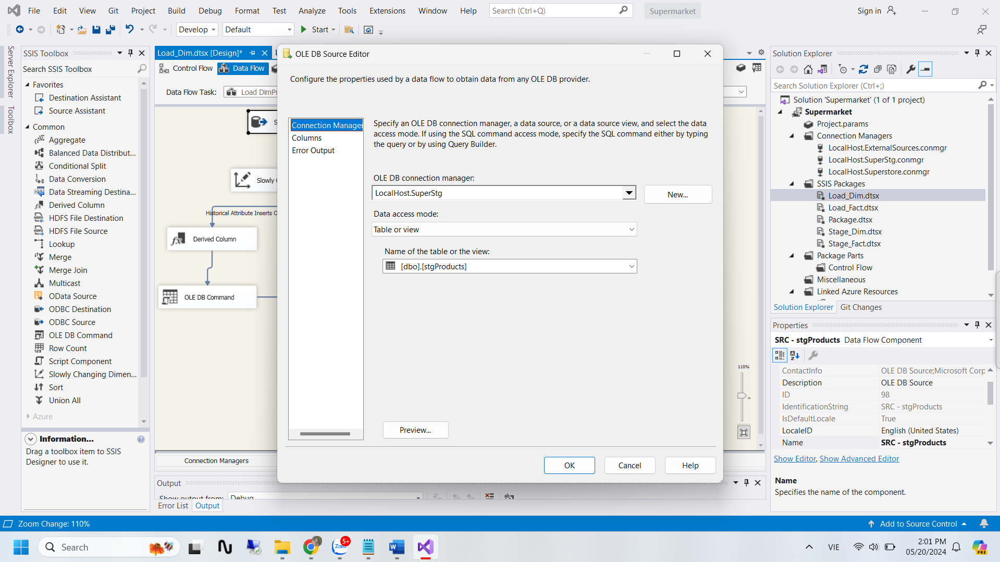 File Edit View Git Project Build Debug Format Test Analyze Tools Extensions Window Help Search (Ctrl+Q) Supermarket Sign in
Develop Default Start
Server Explorer
Toolbox
SSIS Toolbox
Search SSIS Toolbox
Favorites
Destination Assistant
Source Assistant
Common
Aggregate
Balanced Data Distribut...
Conditional Split
Data Conversion
Data Streaming Destina...
Derived Column
HDFS File Destination
HDFS File Source
Lookup
Merge
Merge Join
Multicast
OData Source
ODBC Destination
ODBC Source
OLE DB Command
Row Count
Script Component
Slowly Changing Dimen...
Sort
Union All
Azure
Information...
Drag a toolbox item to SSIS
Designer to use it.
Load_Dim.dtsx [Design]*
Control Flow Data Flow
Data Flow Task: Load DimPr
Slowly
Historical Attribute Inserts O
Derived Column
OLE DB Command
110%
Connection Managers
Output
Show output from: Debug
Error List Output
OLE DB Source Editor
Configure the properties used by a data flow to obtain data from any OLE DB provider.
Connection Manager
Columns
Error Output
Specify an OLE DB connection manager, a data source, or a data source view, and select the data
access mode. If using the SQL command access mode, specify the SQL command either by typing
the query or by using Query Builder.
OLE DB connection manager:
LocalHost.SuperStg
New...
Data access mode:
Table or view
Name of the table or the view:
[dbo].[stgProducts]
Preview...
OK Cancel Help
Solution Explorer
Search Solution Explorer (Ctrl+;)
Solution 'Supermarket' (1 of 1 project)
Supermarket
Project.params
Connection Managers
LocalHost.ExternalSources.conmgr
LocalHost.SuperStg.conmgr
LocalHost.Superstore.conmgr
SSIS Packages
Load_Dim.dtsx
Load_Fact.dtsx
Package.dtsx
Stage_Dim.dtsx
Stage_Fact.dtsx
Package Parts
Control Flow
Miscellaneous
Linked Azure Resources
Solution Explorer Git Changes
Properties
SRC - stgProducts Data Flow Component
ContactInfo OLE DB Source;Microsoft Corp
Description OLE DB Source
ID 98
IdentificationString SRC - stgProducts
IsDefaultLocale True
LocaleID English (United States)
Name SRC - stgProducts
Show Editor, Show Advanced Editor
Name
Specifies the name of the component.
Zoom Change: 110% Add to Source Control
Search
Zalo
5+
VIE
2:01 PM
05/20/2024
PRE